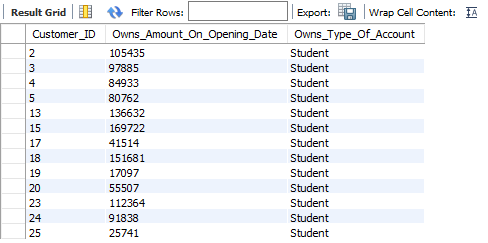 Result Grid Filter Rows: Export: Wrap Cell Content: IA
Customer_ID Owns_Amount_On_Opening_Date Owns_Type_Of_Account
2 105435 Student
3 97885 Student
4 84933 Student
5 80762 Student
13 136632 Student
15 169722 Student
17 41514 Student
18 151681 Student
19 17097 Student
20 55507 Student
23 112364 Student
24 91838 Student
25 25741 Student